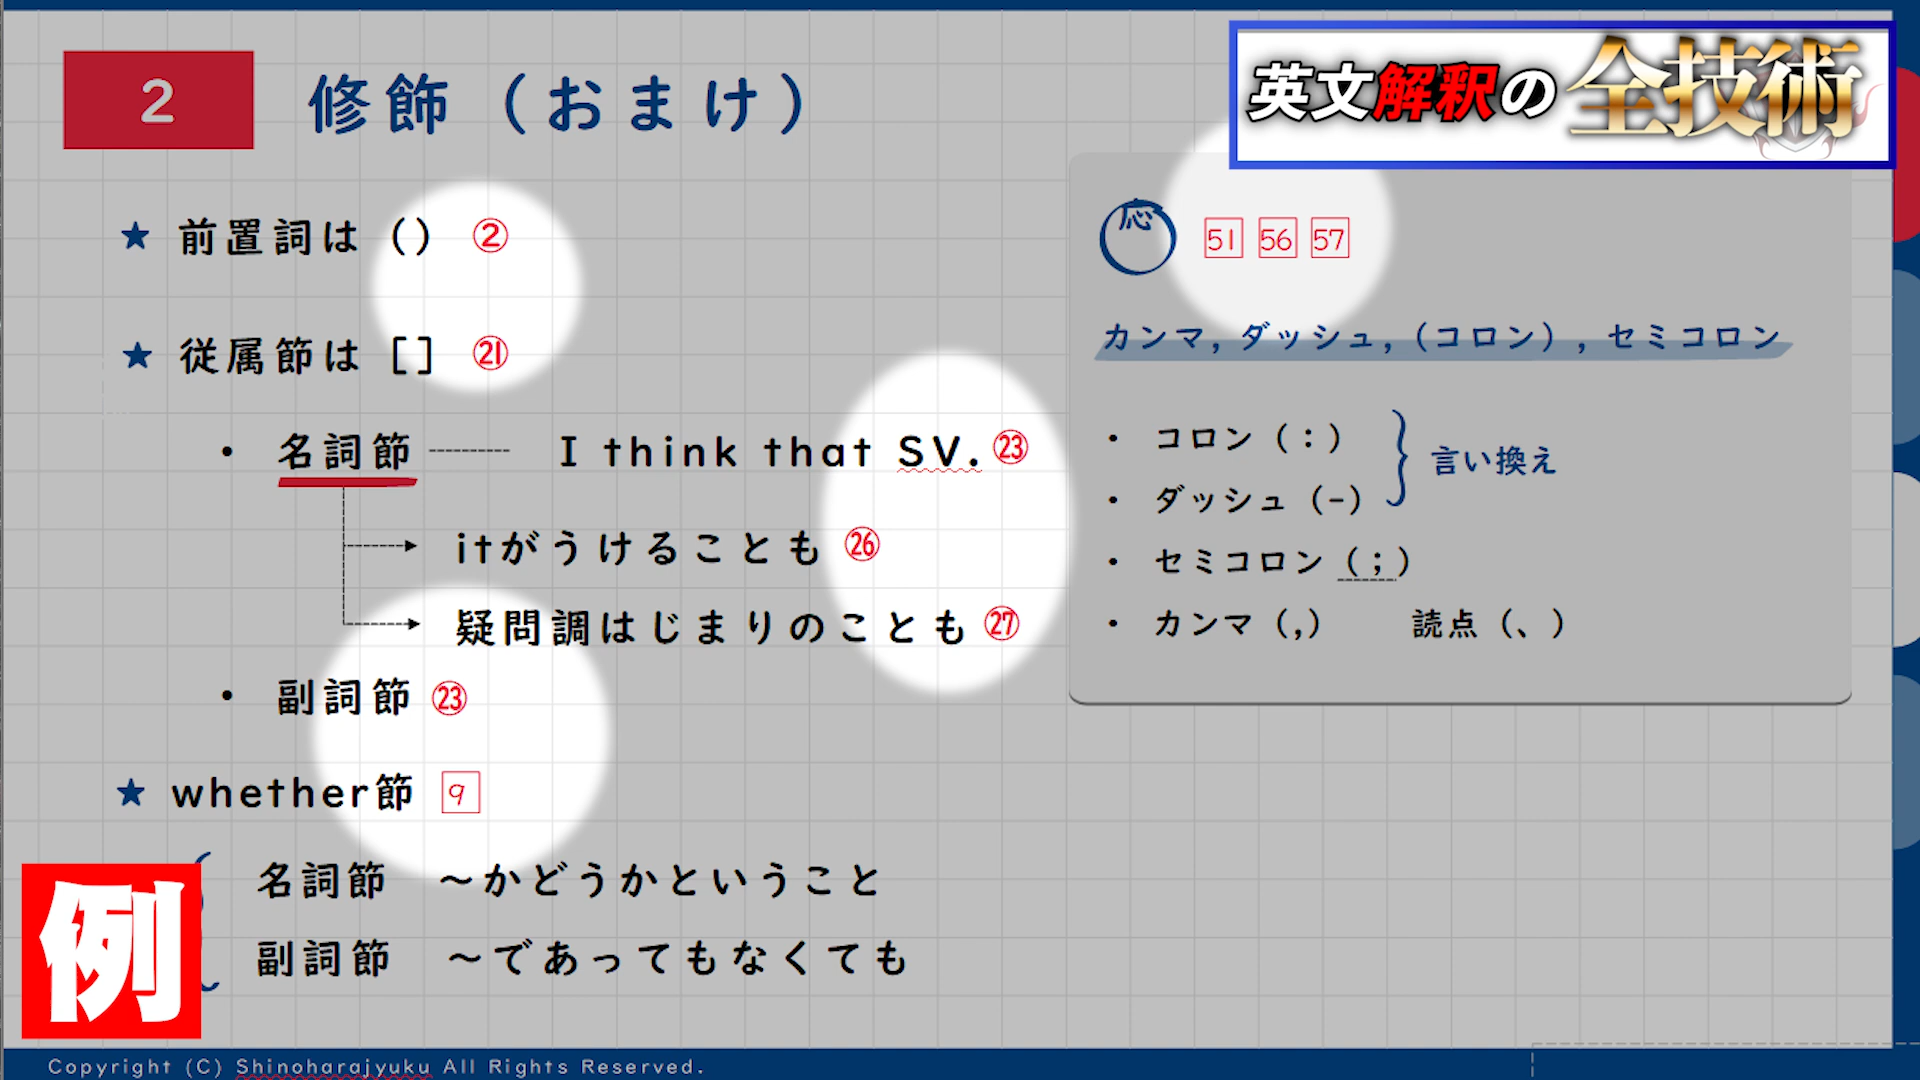 英文解釈の全技術
2 修飾（おまけ）
★ 前置詞は（） ②
★ 従属節は [] ㉑
・ 名詞節 I think that SV. ㉓
itがうけることも ㉖
疑問調はじまりのことも ㉗
・ 副詞節 ㉓
★ whether節 9
名詞節 ～かどうかということ
副詞節 ～であってもなくても
例
応 51 56 57
カンマ, ダッシュ, (コロン), セミコロン
・ コロン（：）
・ ダッシュ（−）
言い換え
・ セミコロン（；）
・ カンマ（,） 読点（、）
Copyright (C) Shinoharajyuku All Rights Reserved.